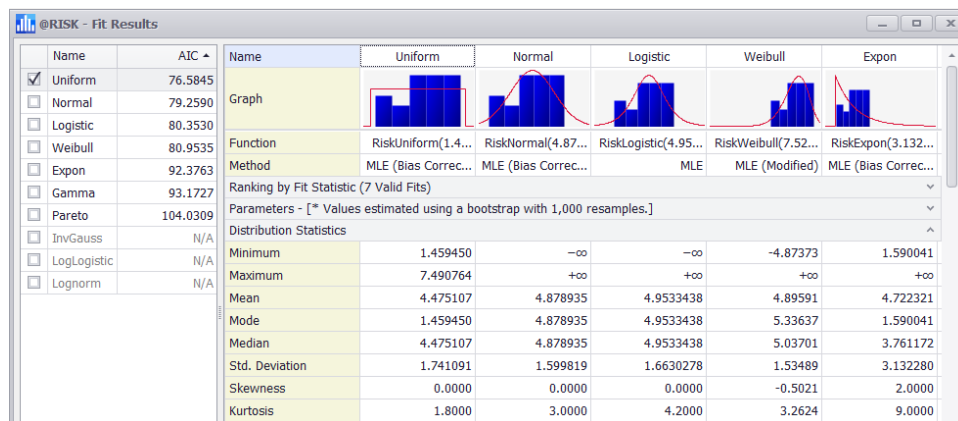 @RISK - Fit Results
Name AIC
Uniform 76.5845
Normal 79.2590
Logistic 80.3530
Weibull 80.9535
Expon 92.3763
Gamma 93.1727
Pareto 104.0309
InvGauss N/A
LogLogistic N/A
Lognorm N/A
Name Uniform Normal Logistic Weibull Expon
Graph
Function RiskUniform(1.4... RiskNormal(4.87... RiskLogistic(4.95... RiskWeibull(7.52... RiskExpon(3.132...
Method MLE (Bias Correc... MLE (Bias Correc... MLE MLE (Modified) MLE (Bias Correc...
Ranking by Fit Statistic (7 Valid Fits)
Parameters - [* Values estimated using a bootstrap with 1,000 resamples.]
Distribution Statistics
Minimum 1.459450 -∞ -∞ -4.87373 1.590041
Maximum 7.490764 +∞ +∞ +∞ +∞
Mean 4.475107 4.878935 4.9533438 4.89591 4.722321
Mode 1.459450 4.878935 4.9533438 5.33637 1.590041
Median 4.475107 4.878935 4.9533438 5.03701 3.761172
Std. Deviation 1.741091 1.599819 1.6630278 1.53489 3.132280
Skewness 0.0000 0.0000 0.0000 -0.5021 2.0000
Kurtosis 1.8000 3.0000 4.2000 3.2624 9.0000